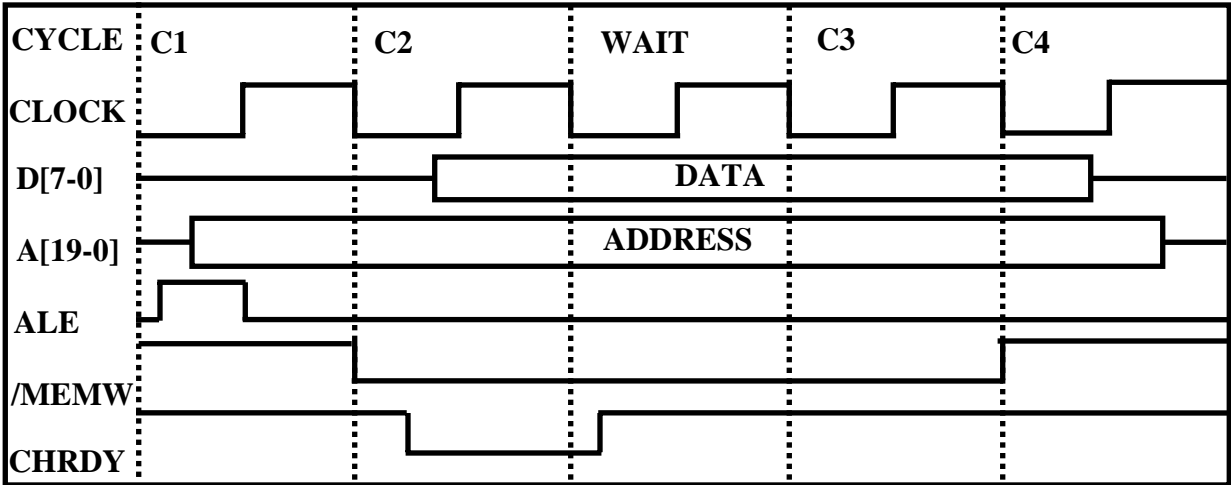 CYCLE C1 C2 WAIT C3 C4
CLOCK
D[7-0] DATA
A[19-0] ADDRESS
ALE
/MEMW
CHRDY